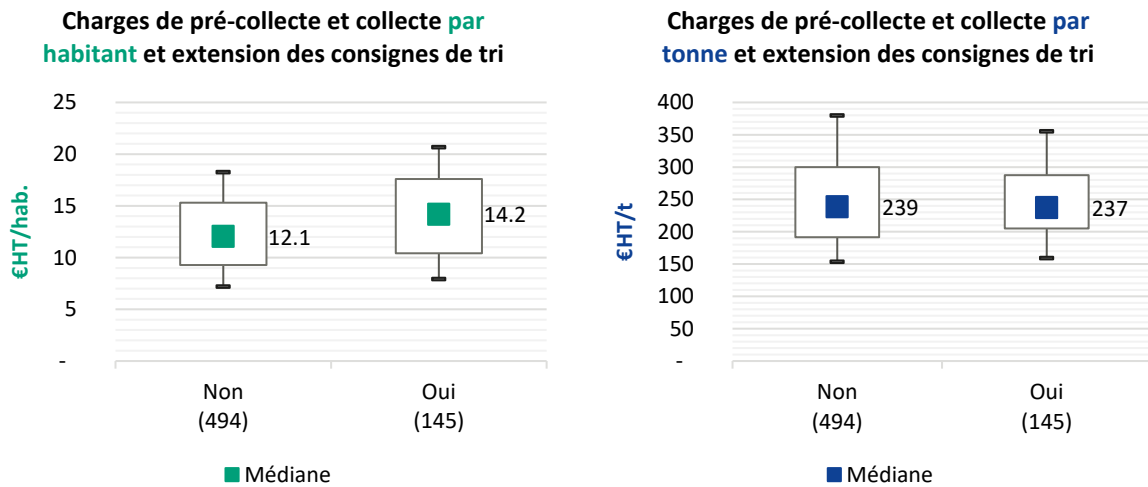 Charges de pré-collecte et collecte par
habitant et extension des consignes de tri
25
20
15
10
5
-
€HT/hab.
12.1
14.2
Non
(494)
Oui
(145)
Médiane
Charges de pré-collecte et collecte par
tonne et extension des consignes de tri
400
350
300
250
200
150
100
50
-
€HT/t
239
237
Non
(494)
Oui
(145)
Médiane